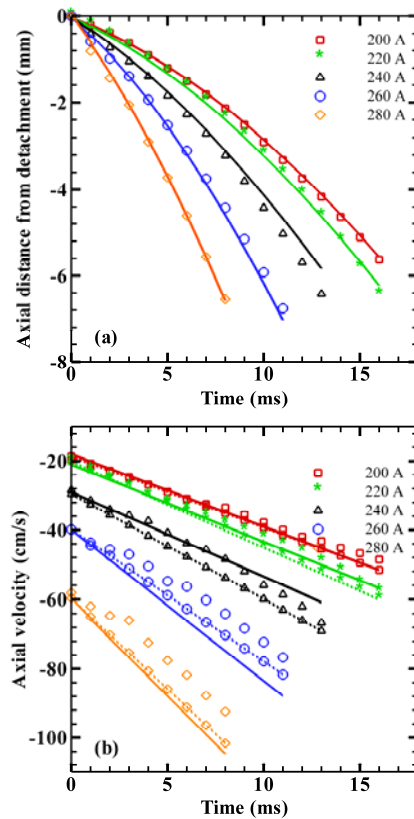 0
-2
-4
-6
-8
0
5
10
15
Axial distance from detachment (mm)
Time (ms)
(a)
200 A
220 A
240 A
260 A
280 A
-20
-40
-60
-80
-100
0
5
10
15
Axial velocity (cm/s)
Time (ms)
(b)
200 A
220 A
240 A
260 A
280 A